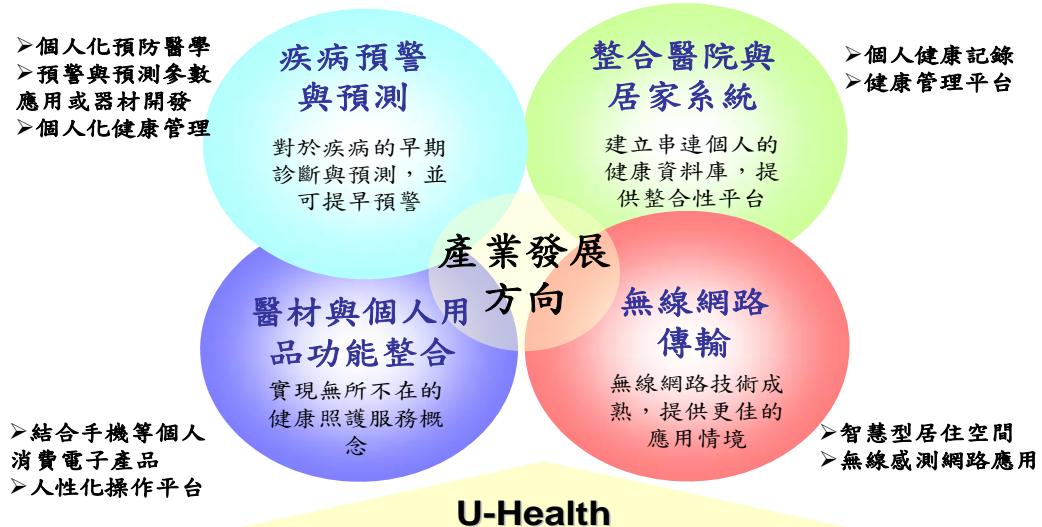 ➢個人化預防醫學
➢預警與預測參數
應用或器材開發
➢個人化健康管理
疾病預警
與預測
對於疾病的早期
診斷與預測，並
可提早預警
整合醫院與
居家系統
建立串連個人的
健康資料庫，提
供整合性平台
➢個人健康記錄
➢健康管理平台
產業發展
方向
醫材與個人用
品功能整合
實現無所不在的
健康照護服務概
念
無線網路
傳輸
無線網路技術成
熟，提供更佳的
應用情境
➢結合手機等個人
消費電子產品
➢人性化操作平台
➢智慧型居住空間
➢無線感測網路應用
U-Health